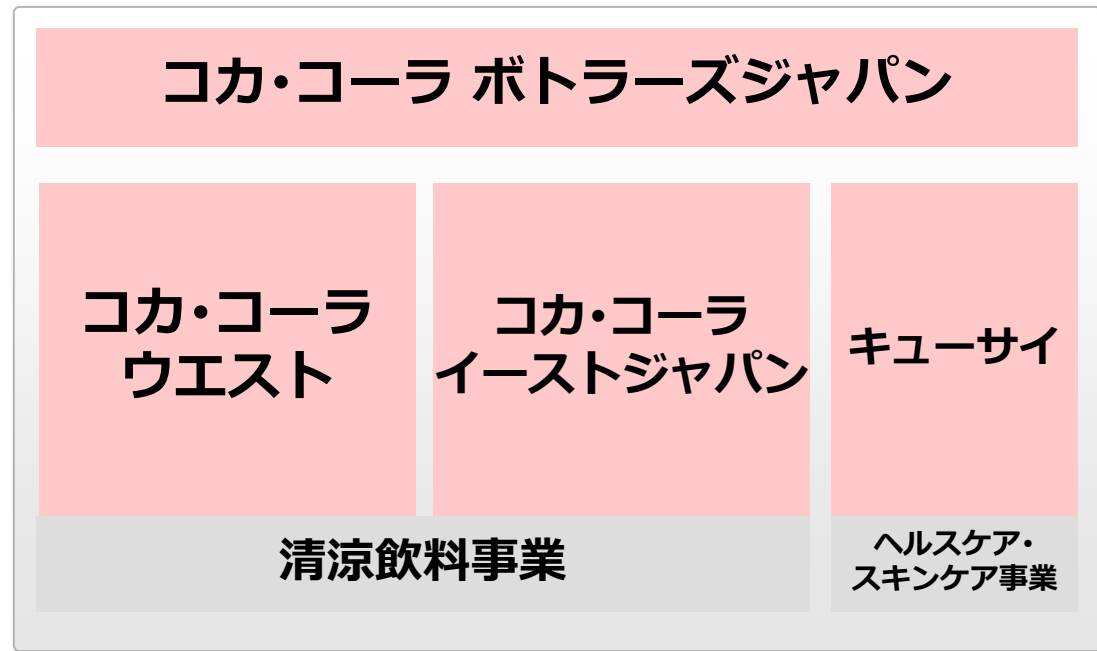 コカ・コーラ ボトラーズジャパン
コカ・コーラ
ウエスト
コカ・コーラ
イーストジャパン
キューサイ
清涼飲料事業
ヘルスケア・
スキンケア事業